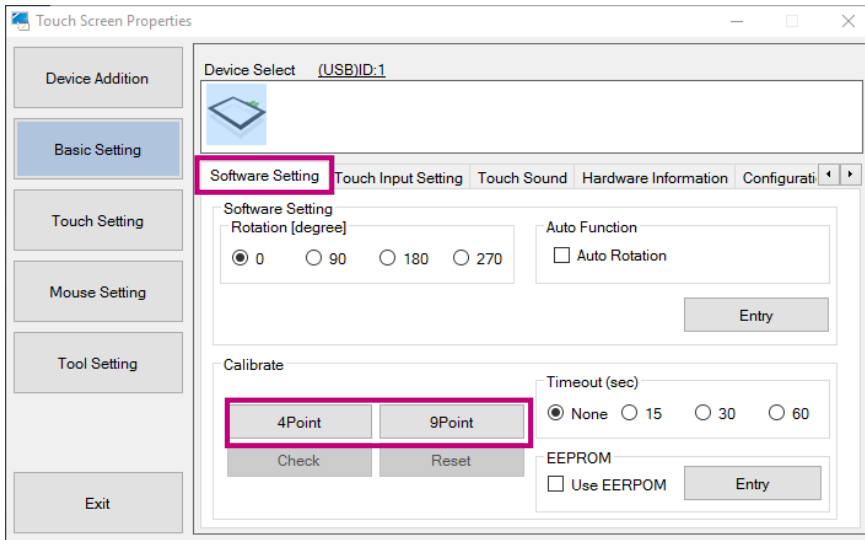 Touch Screen Properties
Device Addition
Basic Setting
Touch Setting
Mouse Setting
Tool Setting
Exit
Device Select (USB)ID:1
Software Setting Touch Input Setting Touch Sound Hardware Information Configurati
Software Setting
Rotation [degree]
0 90 180 270
Auto Function
Auto Rotation
Entry
Calibrate
4Point 9Point
Check Reset
Timeout (sec)
None 15 30 60
EEPROM
Use EERPOM Entry